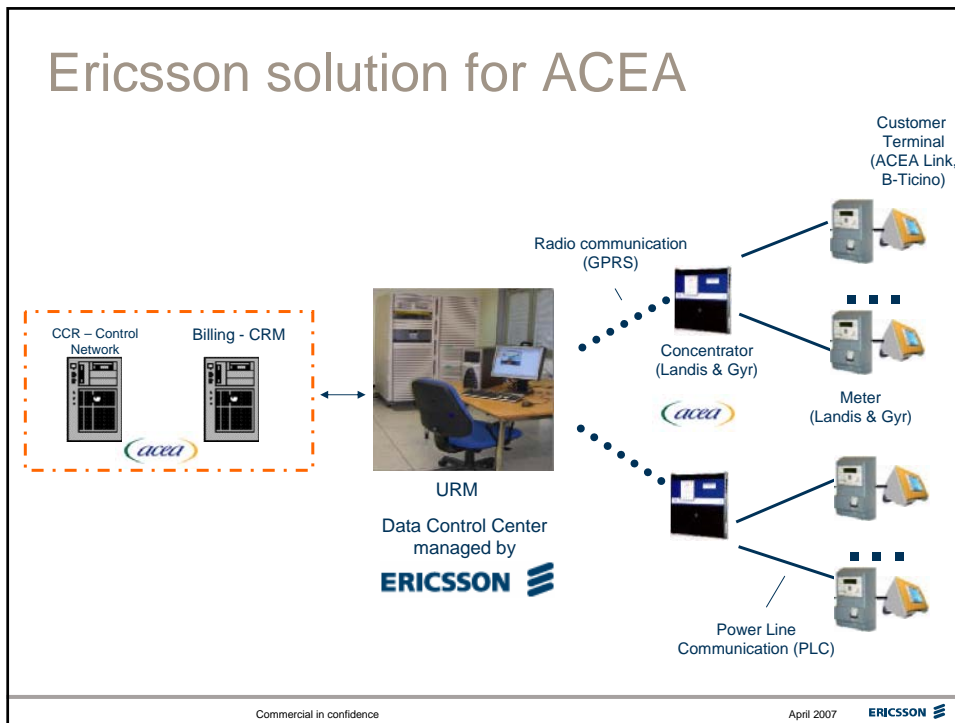 Ericsson solution for ACEA
Customer
Terminal
(ACEA Link,
B-Ticino)
Radio communication
(GPRS)
CCR – Control
Network
Billing - CRM
acea
Concentrator
(Landis & Gyr)
acea
Meter
(Landis & Gyr)
URM
Data Control Center
managed by
ERICSSON
Power Line
Communication (PLC)
Commercial in confidence
April 2007
ERICSSON